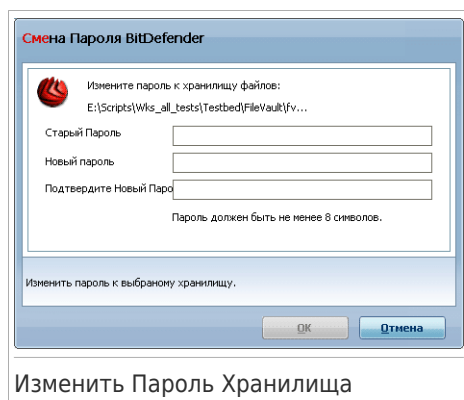 Смена Пароля BitDefender
Измените пароль к хранилищу файлов:
E:\Scripts\Wks_all_tests\Testbed\FileVault\fv...
Старый Пароль
Новый пароль
Подтвердите Новый Паро
Пароль должен быть не менее 8 символов.
Изменить пароль к выбраному хранилищу.
OK
Отмена
Изменить Пароль Хранилища